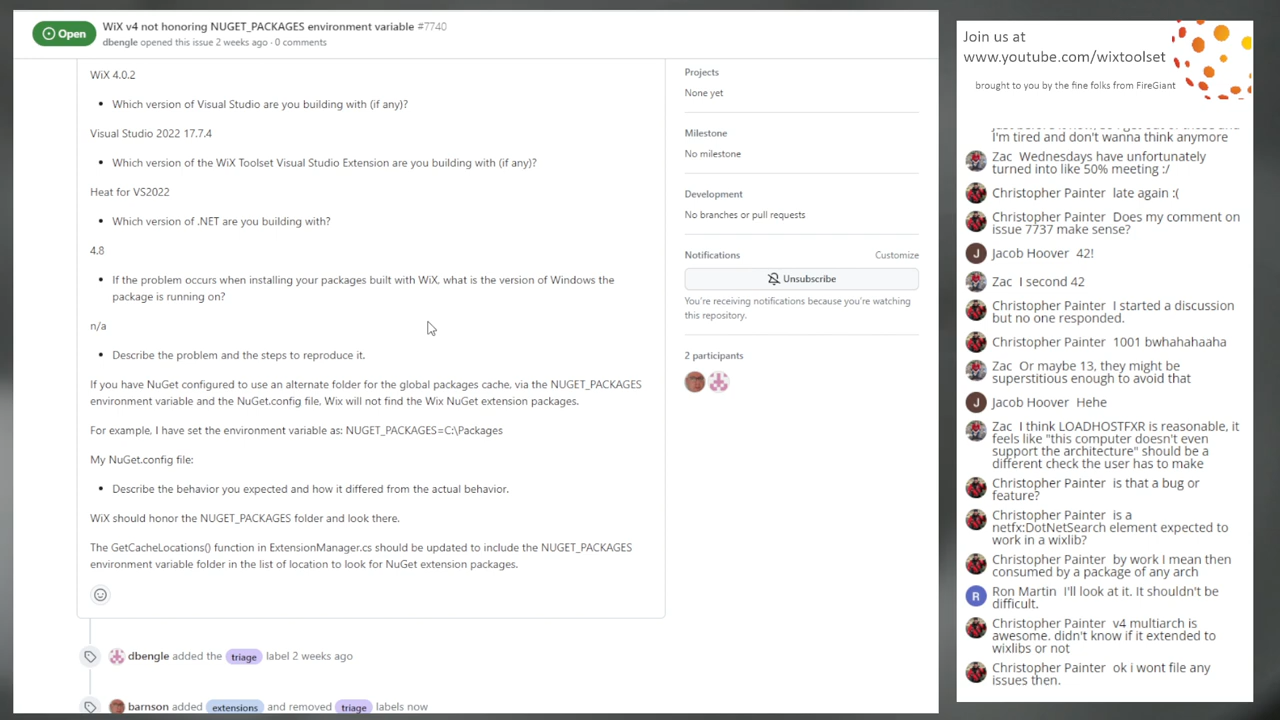 Open
WiX v4 not honoring NUGET_PACKAGES environment variable #7740
dbengle opened this issue 2 weeks ago · 0 comments
WiX 4.0.2
• Which version of Visual Studio are you building with (if any)?
Visual Studio 2022 17.7.4
• Which version of the WiX Toolset Visual Studio Extension are you building with (if any)?
Heat for VS2022
• Which version of .NET are you building with?
4.8
• If the problem occurs when installing your packages built with WiX, what is the version of Windows the
package is running on?
n/a
• Describe the problem and the steps to reproduce it.
If you have NuGet configured to use an alternate folder for the global packages cache, via the NUGET_PACKAGES
environment variable and the NuGet.config file, Wix will not find the Wix NuGet extension packages.
For example, I have set the environment variable as: NUGET_PACKAGES=C:\Packages
My NuGet.config file:
• Describe the behavior you expected and how it differed from the actual behavior.
WiX should honor the NUGET_PACKAGES folder and look there.
The GetCacheLocations() function in ExtensionManager.cs should be updated to include the NUGET_PACKAGES
environment variable folder in the list of location to look for NuGet extension packages.
dbengle added the triage label 2 weeks ago
barnson added extensions and removed triage labels now
Projects
None yet
Milestone
No milestone
Development
No branches or pull requests
Notifications
Customize
Unsubscribe
You're receiving notifications because you're watching
this repository.
2 participants
Join us at
www.youtube.com/wixtoolset
brought to you by the fine folks from FireGiant
I'm tired and don't wanna think anymore
Zac Wednesdays have unfortunately
turned into like 50% meeting :/
Christopher Painter late again :(
Christopher Painter Does my comment on
issue 7737 make sense?
J
Jacob Hoover 42!
Zac I second 42
Christopher Painter I started a discussion
but no one responded.
Christopher Painter 1001 bwhahahaaha
Zac Or maybe 13, they might be
superstitious enough to avoid that
J
Jacob Hoover Hehe
Zac I think LOADHOSTFXR is reasonable, it
feels like "this computer doesn't even
support the architecture" should be a
different check the user has to make
Christopher Painter is that a bug or
feature?
Christopher Painter is a
netfx:DotNetSearch element expected to
work in a wixlib?
Christopher Painter by work I mean then
consumed by a package of any arch
R
Ron Martin I'll look at it. It shouldn't be
difficult.
Christopher Painter v4 multiarch is
awesome. didn't know if it extended to
wixlibs or not
Christopher Painter ok i wont file any
issues then.